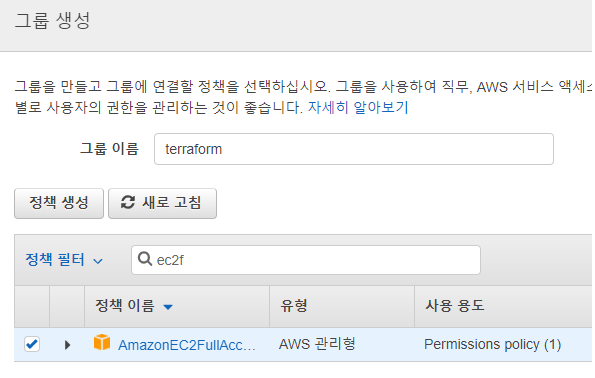 그룹 생성
그룹을 만들고 그룹에 연결할 정책을 선택하십시오. 그룹을 사용하여 직무, AWS 서비스 액세스
별로 사용자의 권한을 관리하는 것이 좋습니다. 자세히 알아보기
그룹 이름 terraform
정책 생성 새로 고침
정책 필터 ec2f
정책 이름 유형 사용 용도
AmazonEC2FullAcc... AWS 관리형 Permissions policy (1)